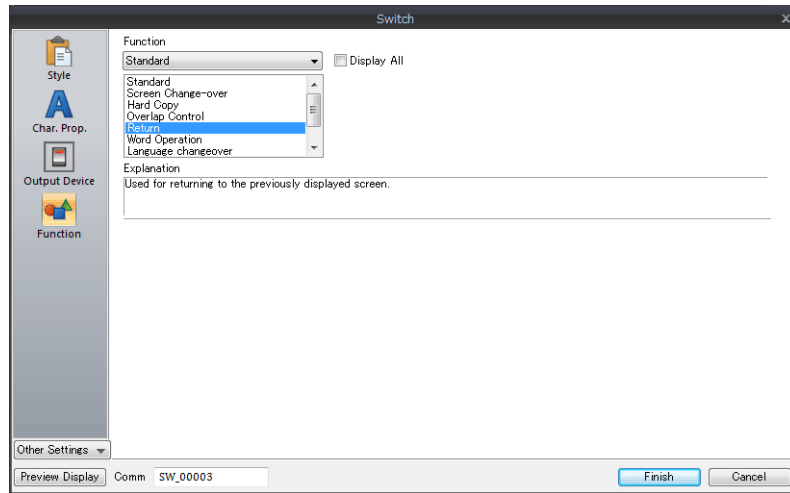 Switch
x
Style
Char. Prop.
Output Device
Function
Other Settings
Function
Standard
Display All
Standard
Screen Change-over
Hard Copy
Overlap Control
Return
Word Operation
Language changeover
Explanation
Used for returning to the previously displayed screen.
Preview Display
Comm
SW_00003
Finish
Cancel